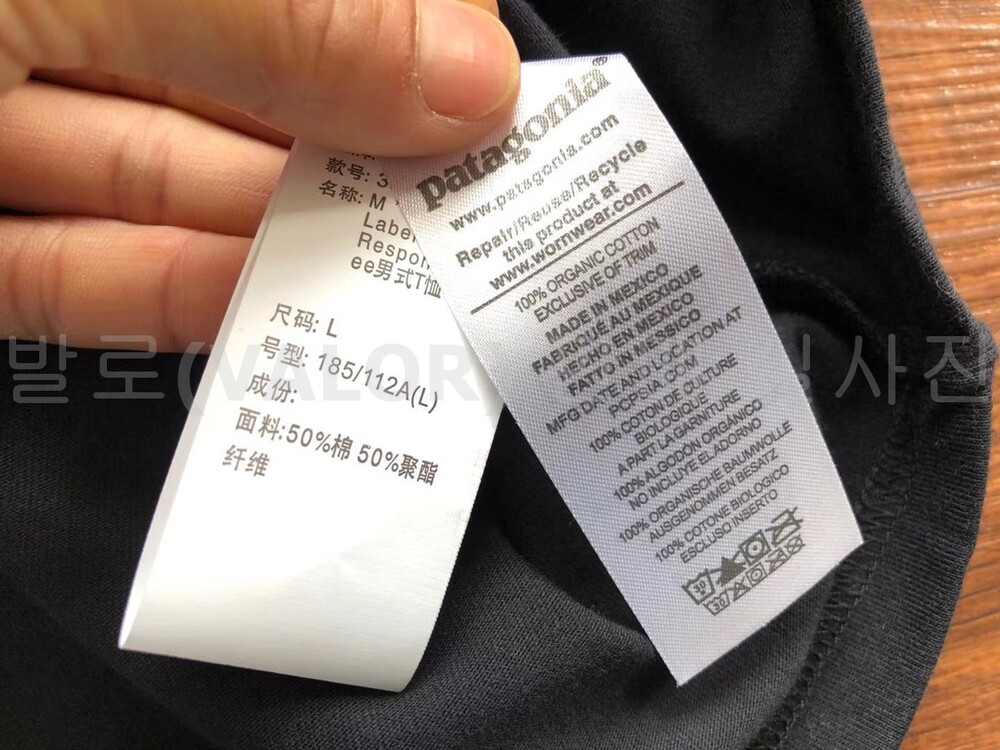 款号: 3
名称: M
Label
Respon
ee男式T恤
尺码: L
号型: 185/112A(L)
成份:
面料:50%棉 50%聚酯
纤维
patagonia®
www.patagonia.com
Repair/Reuse/Recycle
this product at
www.wornwear.com
100% ORGANIC COTTON
EXCLUSIVE OF TRIM
MADE IN MEXICO
FABRIQUÉ AU MEXIQUE
HECHO EN MÉXICO
FATTO IN MESSICO
MFG DATE AND LOCATION AT
PCPSIA.COM
100% COTON DE CULTURE
BIOLOGIQUE
A PART LA GARNITURE
100% ALGODON ORGÁNICO
NO INCLUYE EL ADORNO
100% ORGANISCHE BAUMWOLLE
AUSGENOMMEN BESATZ
100% COTONE BIOLOGICO
ESCLUSO INSERTO
발로(VALOR) 사진